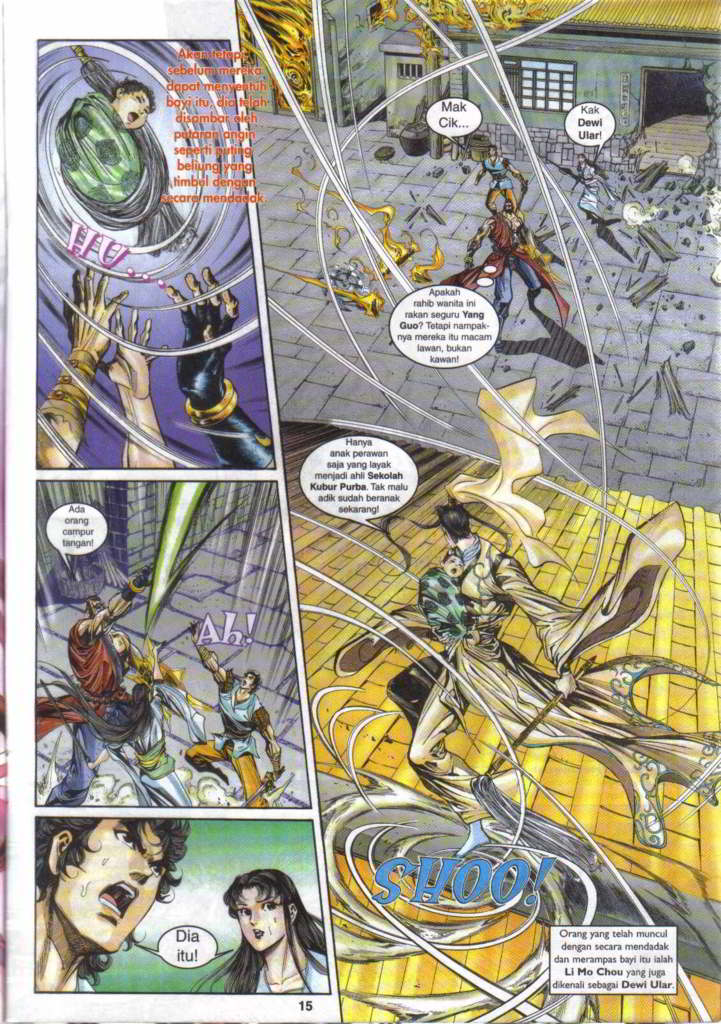 Akan tetapi,
sebelum mereka
dapat menyentuh
bayi itu, dia telah
disambar oleh
putaran angin
seperti puting
beliung yang
timbul dengan
secara mendadak.
HU...
Ada
orang
campur
tangan!
AH!
Dia
itu!
Mak
Cik...
Kak
Dewi
Ular!
Apakah
rahib wanita ini
rakan seguru Yang
Guo? Tetapi nampak-
nya mereka itu macam
lawan, bukan
kawan!
Hanya
anak perawan
saja yang layak
menjadi ahli Sekolah
Kubur Purba. Tak malu
adik sudah beranak
sekarang!
SHOO!
Orang yang telah muncul
dengan secara mendadak
dan merampas bayi itu ialah
Li Mo Chou yang juga
dikenali sebagai Dewi Ular.
15